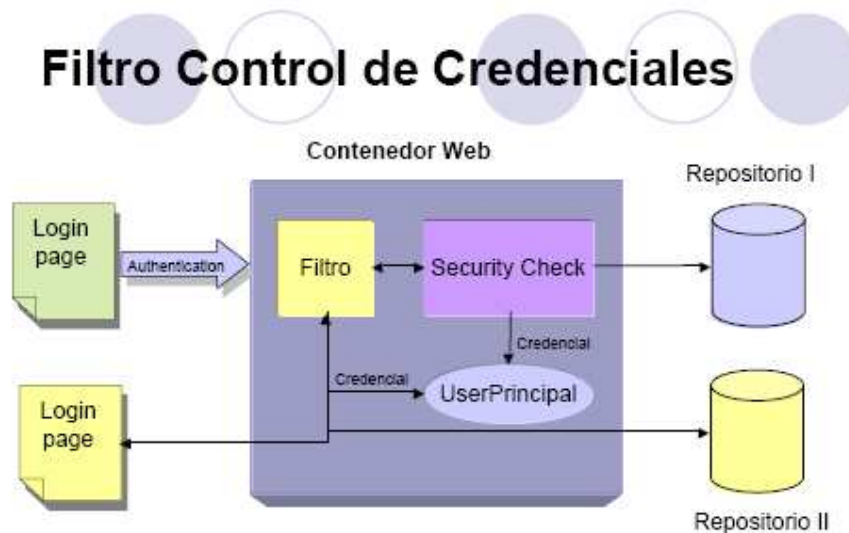 Filtro Control de Credenciales
Contenedor Web
Repositorio I
Login
page
Authentication
Filtro
Security Check
Credencial
Credencial
UserPrincipal
Login
page
Repositorio II